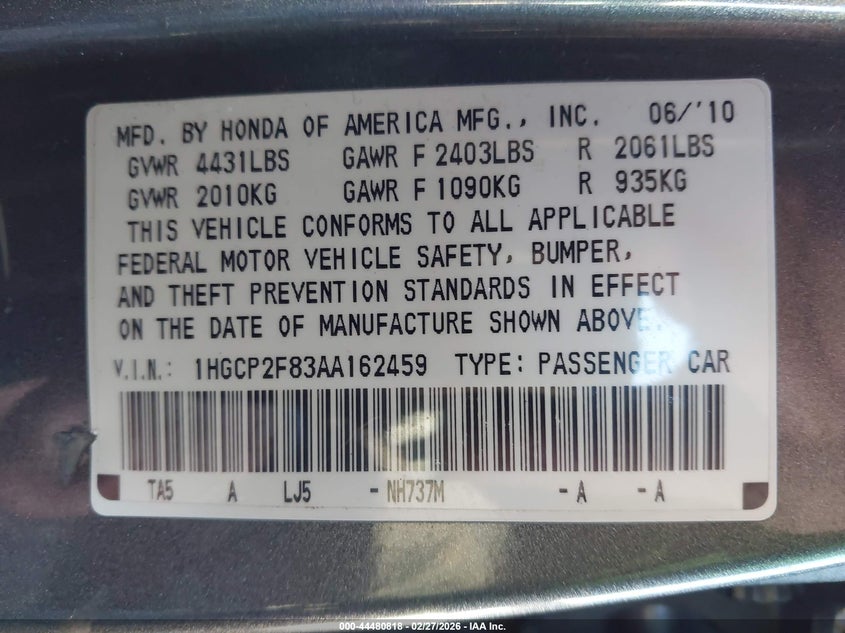 MFD. BY HONDA OF AMERICA MFG., INC. 06/'10
GVWR 4431LBS GAWR F 2403LBS R 2061LBS
GVWR 2010KG GAWR F 1090KG R 935KG
THIS VEHICLE CONFORMS TO ALL APPLICABLE
FEDERAL MOTOR VEHICLE SAFETY, BUMPER,
AND THEFT PREVENTION STANDARDS IN EFFECT
ON THE DATE OF MANUFACTURE SHOWN ABOVE.
V.I.N.: 1HGCP2F83AA162459 TYPE: PASSENGER CAR
TA5 A LJ5 -NH737M -A -A
000-44480818 - 02/27/2026 - IAA Inc.